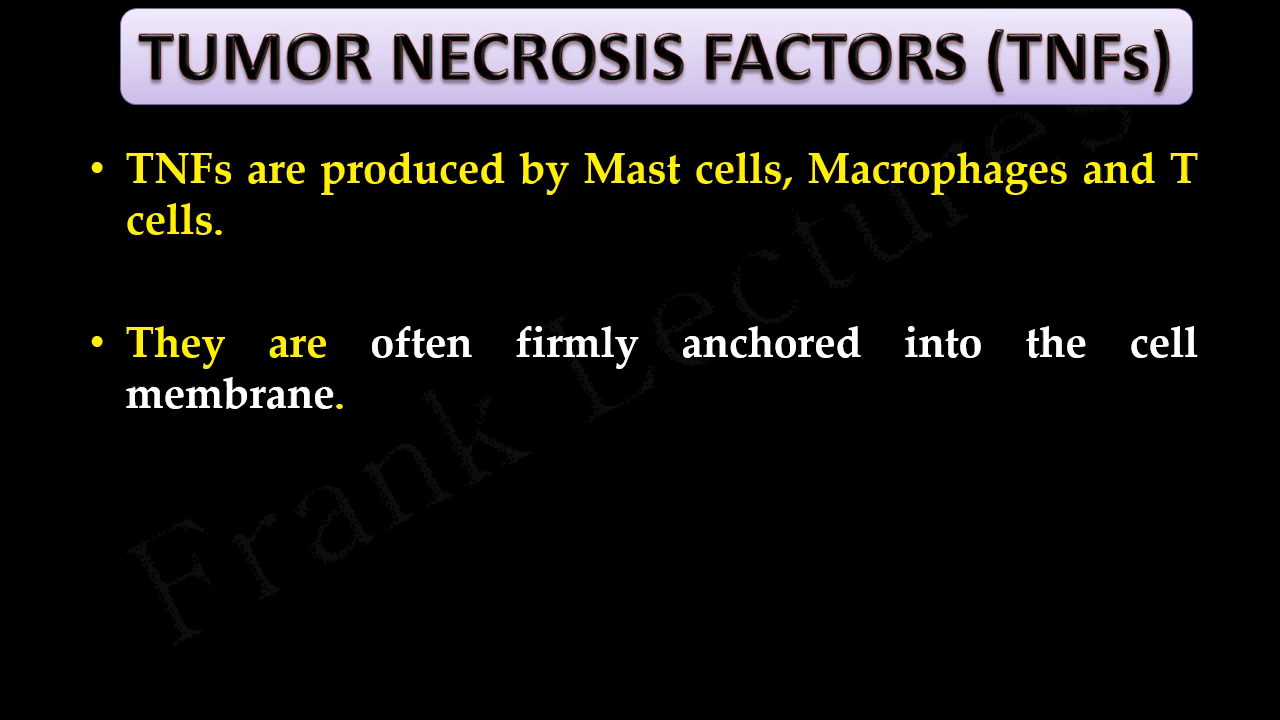 TUMOR NECROSIS FACTORS (TNFs)
• TNFs are produced by Mast cells, Macrophages and T
cells.
• They are often firmly anchored into the cell
membrane.
Frank Lectures